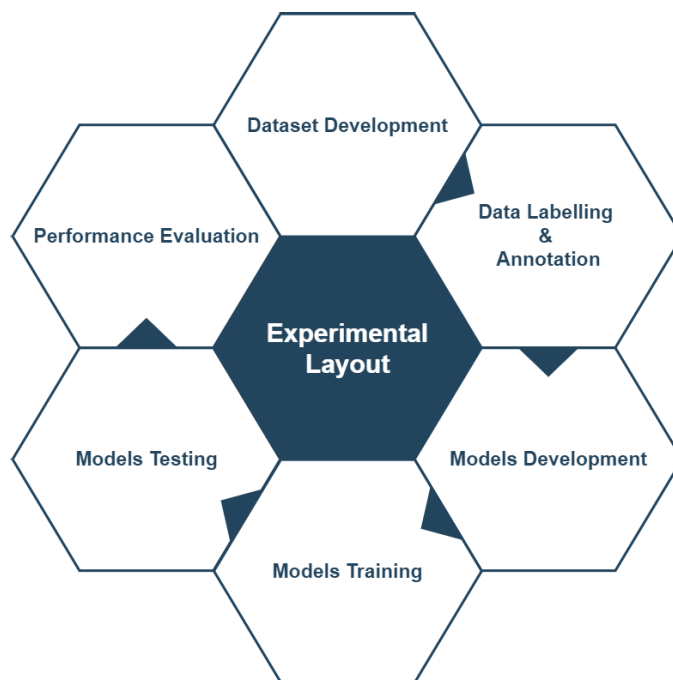 Dataset Development
Data Labelling
&
Annotation
Performance Evaluation
Experimental
Layout
Models Testing
Models Development
Models Training